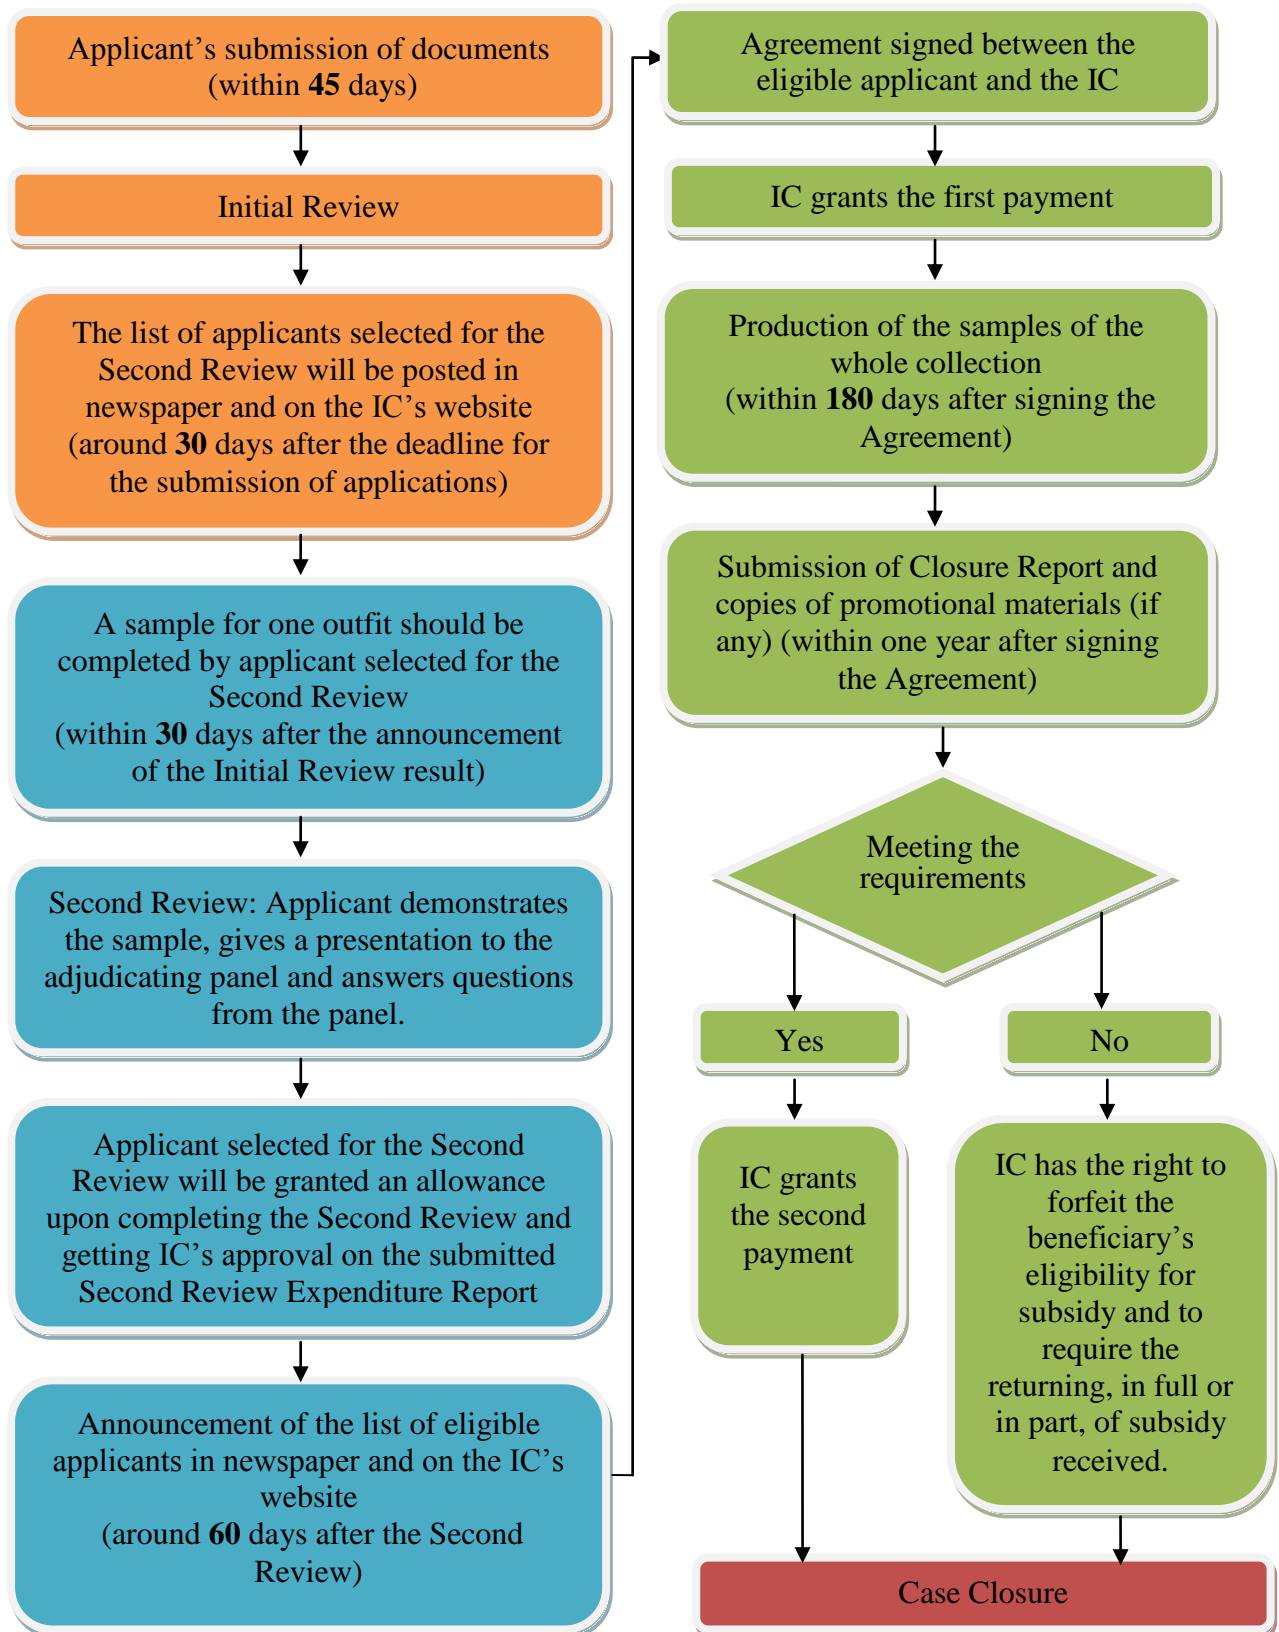 Applicant’s submission of documents
(within 45 days)
Initial Review
The list of applicants selected for the
Second Review will be posted in
newspaper and on the IC’s website
(around 30 days after the deadline for
the submission of applications)
A sample for one outfit should be
completed by applicant selected for the
Second Review
(within 30 days after the announcement
of the Initial Review result)
Second Review: Applicant demonstrates
the sample, gives a presentation to the
adjudicating panel and answers questions
from the panel.
Applicant selected for the Second
Review will be granted an allowance
upon completing the Second Review and
getting IC’s approval on the submitted
Second Review Expenditure Report
Announcement of the list of eligible
applicants in newspaper and on the IC’s
website
(around 60 days after the Second
Review)
Agreement signed between the
eligible applicant and the IC
IC grants the first payment
Production of the samples of the
whole collection
(within 180 days after signing the
Agreement)
Submission of Closure Report and
copies of promotional materials (if
any) (within one year after signing
the Agreement)
Meeting the
requirements
Yes
No
IC grants
the second
payment
IC has the right to
forfeit the
beneficiary’s
eligibility for
subsidy and to
require the
returning, in full or
in part, of subsidy
received.
Case Closure